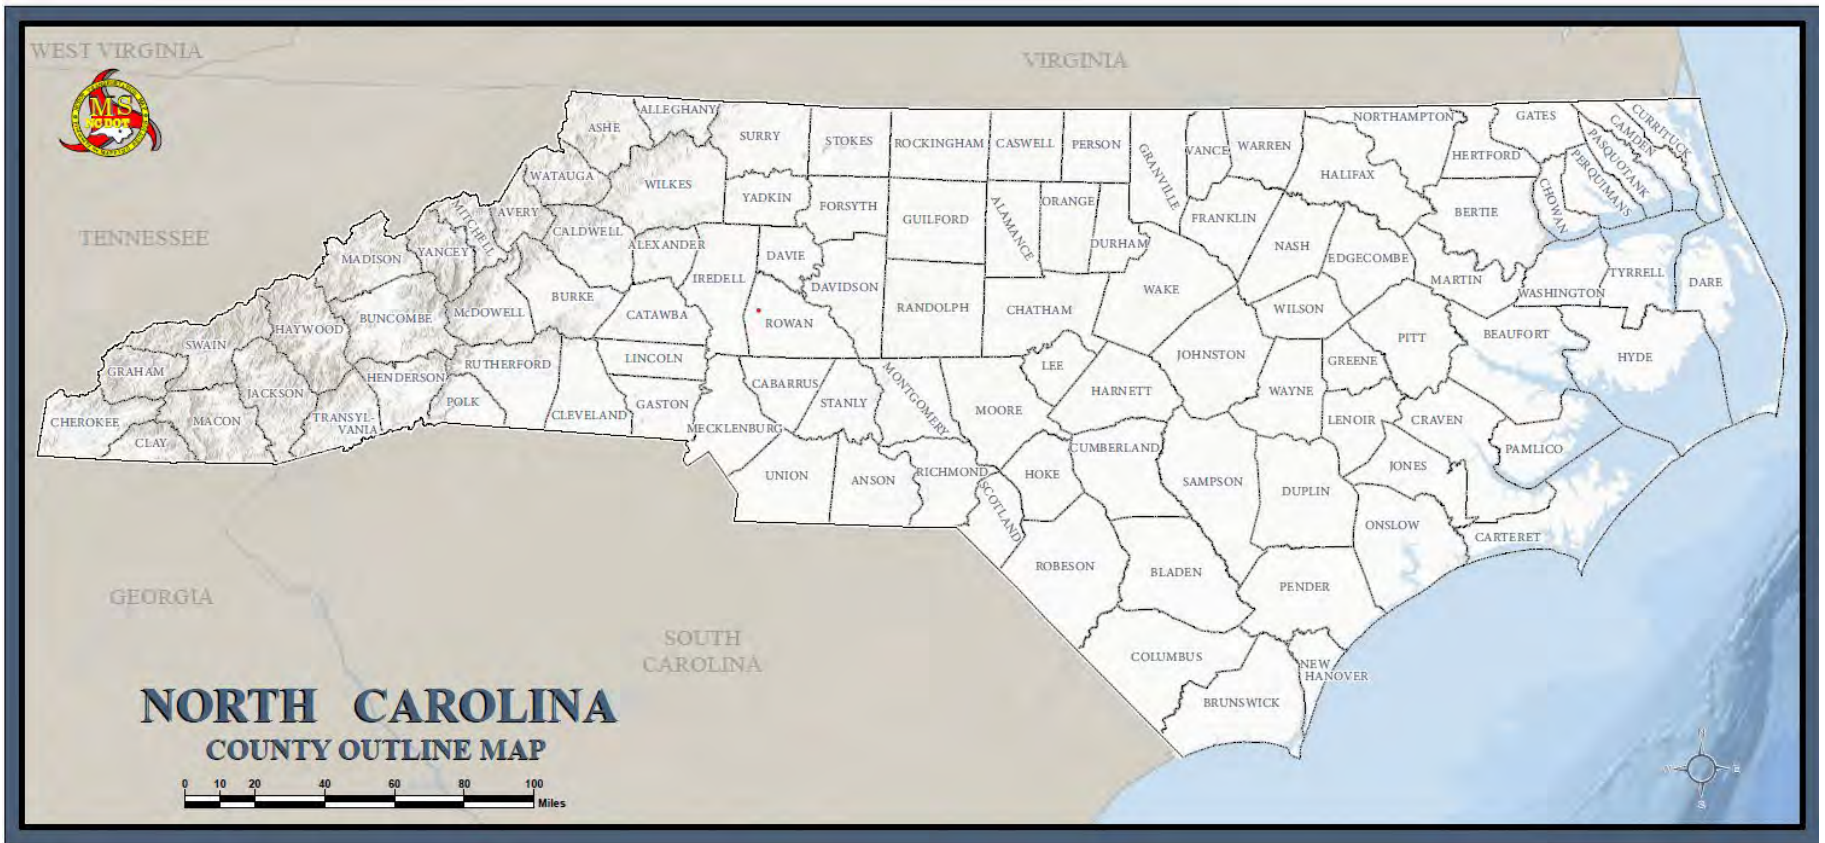 WEST VIRGINIA
VIRGINIA
MS
NC DOT
ALLEGHANY
ASHE
SURRY
STOKES
ROCKINGHAM
CASWELL
PERSON
GRANVILLE
VANCE
WARREN
NORTHAMPTON
GATES
CURRITUCK
CAMDEN
PASQUOTANK
PERQUIMANS
HERTFORD
HALIFAX
CHOWAN
WATAUGA
WILKES
YADKIN
FORSYTH
GUILFORD
ALAMANCE
ORANGE
DURHAM
FRANKLIN
BERTIE
TENNESSEE
MITCHELL
AVERY
CALDWELL
ALEXANDER
MADISON
YANCEY
IREDELL
DAVIE
DAVIDSON
NASH
EDGECOMBE
MARTIN
WASHINGTON
TYRRELL
DARE
BURKE
McDOWELL
BUNCOMBE
HAYWOOD
CATAWBA
ROWAN
RANDOLPH
CHATHAM
WAKE
WILSON
PITT
BEAUFORT
HYDE
SWAIN
GRAHAM
JACKSON
HENDERSON
RUTHERFORD
LINCOLN
CABARRUS
STANLY
MONTGOMERY
LEE
HARNETT
JOHNSTON
GREENE
WAYNE
CHEROKEE
CLAY
MACON
TRANSYL-
VANIA
POLK
CLEVELAND
GASTON
MECKLENBURG
MOORE
LENOIR
CRAVEN
PAMLICO
UNION
ANSON
RICHMOND
SCOTLAND
HOKE
CUMBERLAND
SAMPSON
DUPLIN
JONES
ONSLOW
CARTERET
ROBESON
BLADEN
PENDER
GEORGIA
SOUTH
CAROLINA
COLUMBUS
NEW
HANOVER
BRUNSWICK
NORTH CAROLINA
COUNTY OUTLINE MAP
0 10 20 40 60 80 100
Miles
N
W E
S